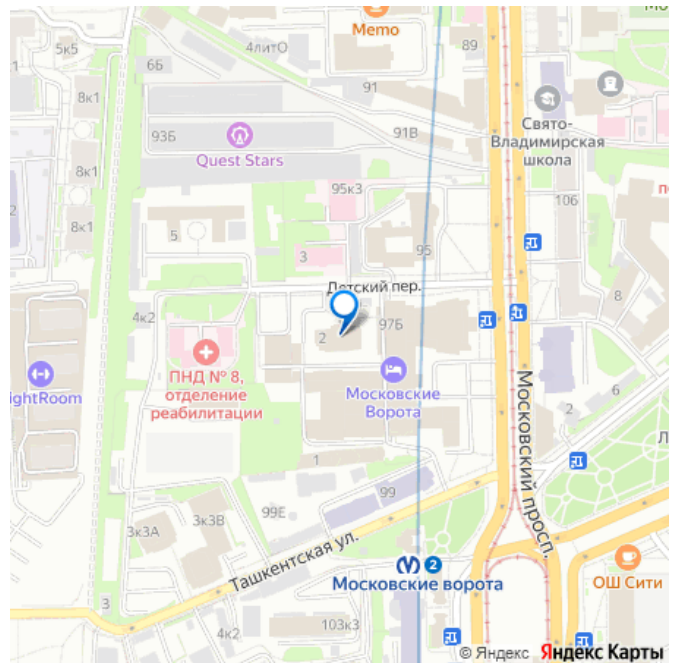 5к5
4литО
Memo
89
8к1
6Б
91
8к1
93Б
Quest Stars
91В
Свято-
Владимирская
школа
8к1
95к3
106
5
3
95
Детский пер.
8
4к2
2
97Б
ПНД № 8,
отделение
реабилитации
Московские
Ворота
ightRoom
6
2
Московский просп.
1
99
99Е
3к3А
3к3В
Ташкентская ул.
2
Московские ворота
ОШ Сити
3
4к2
103к3
© Яндекс Яндекс Карты